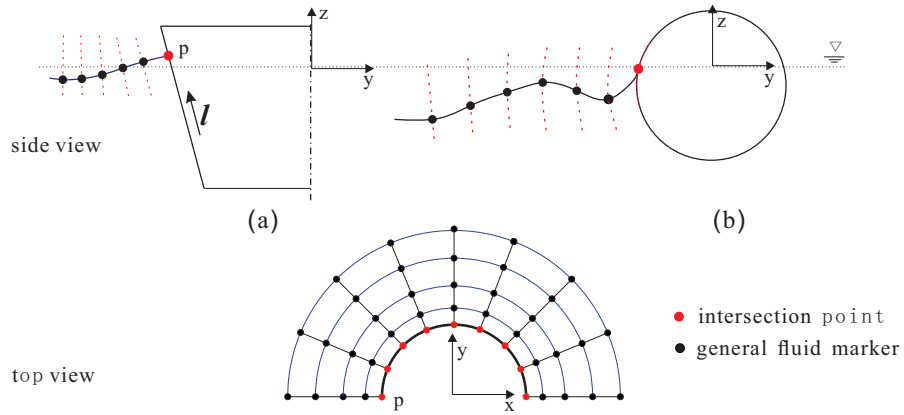 z
p
y
l
side view
(a)
z
y
(b)
top view
y
x
p
intersection point
general fluid marker